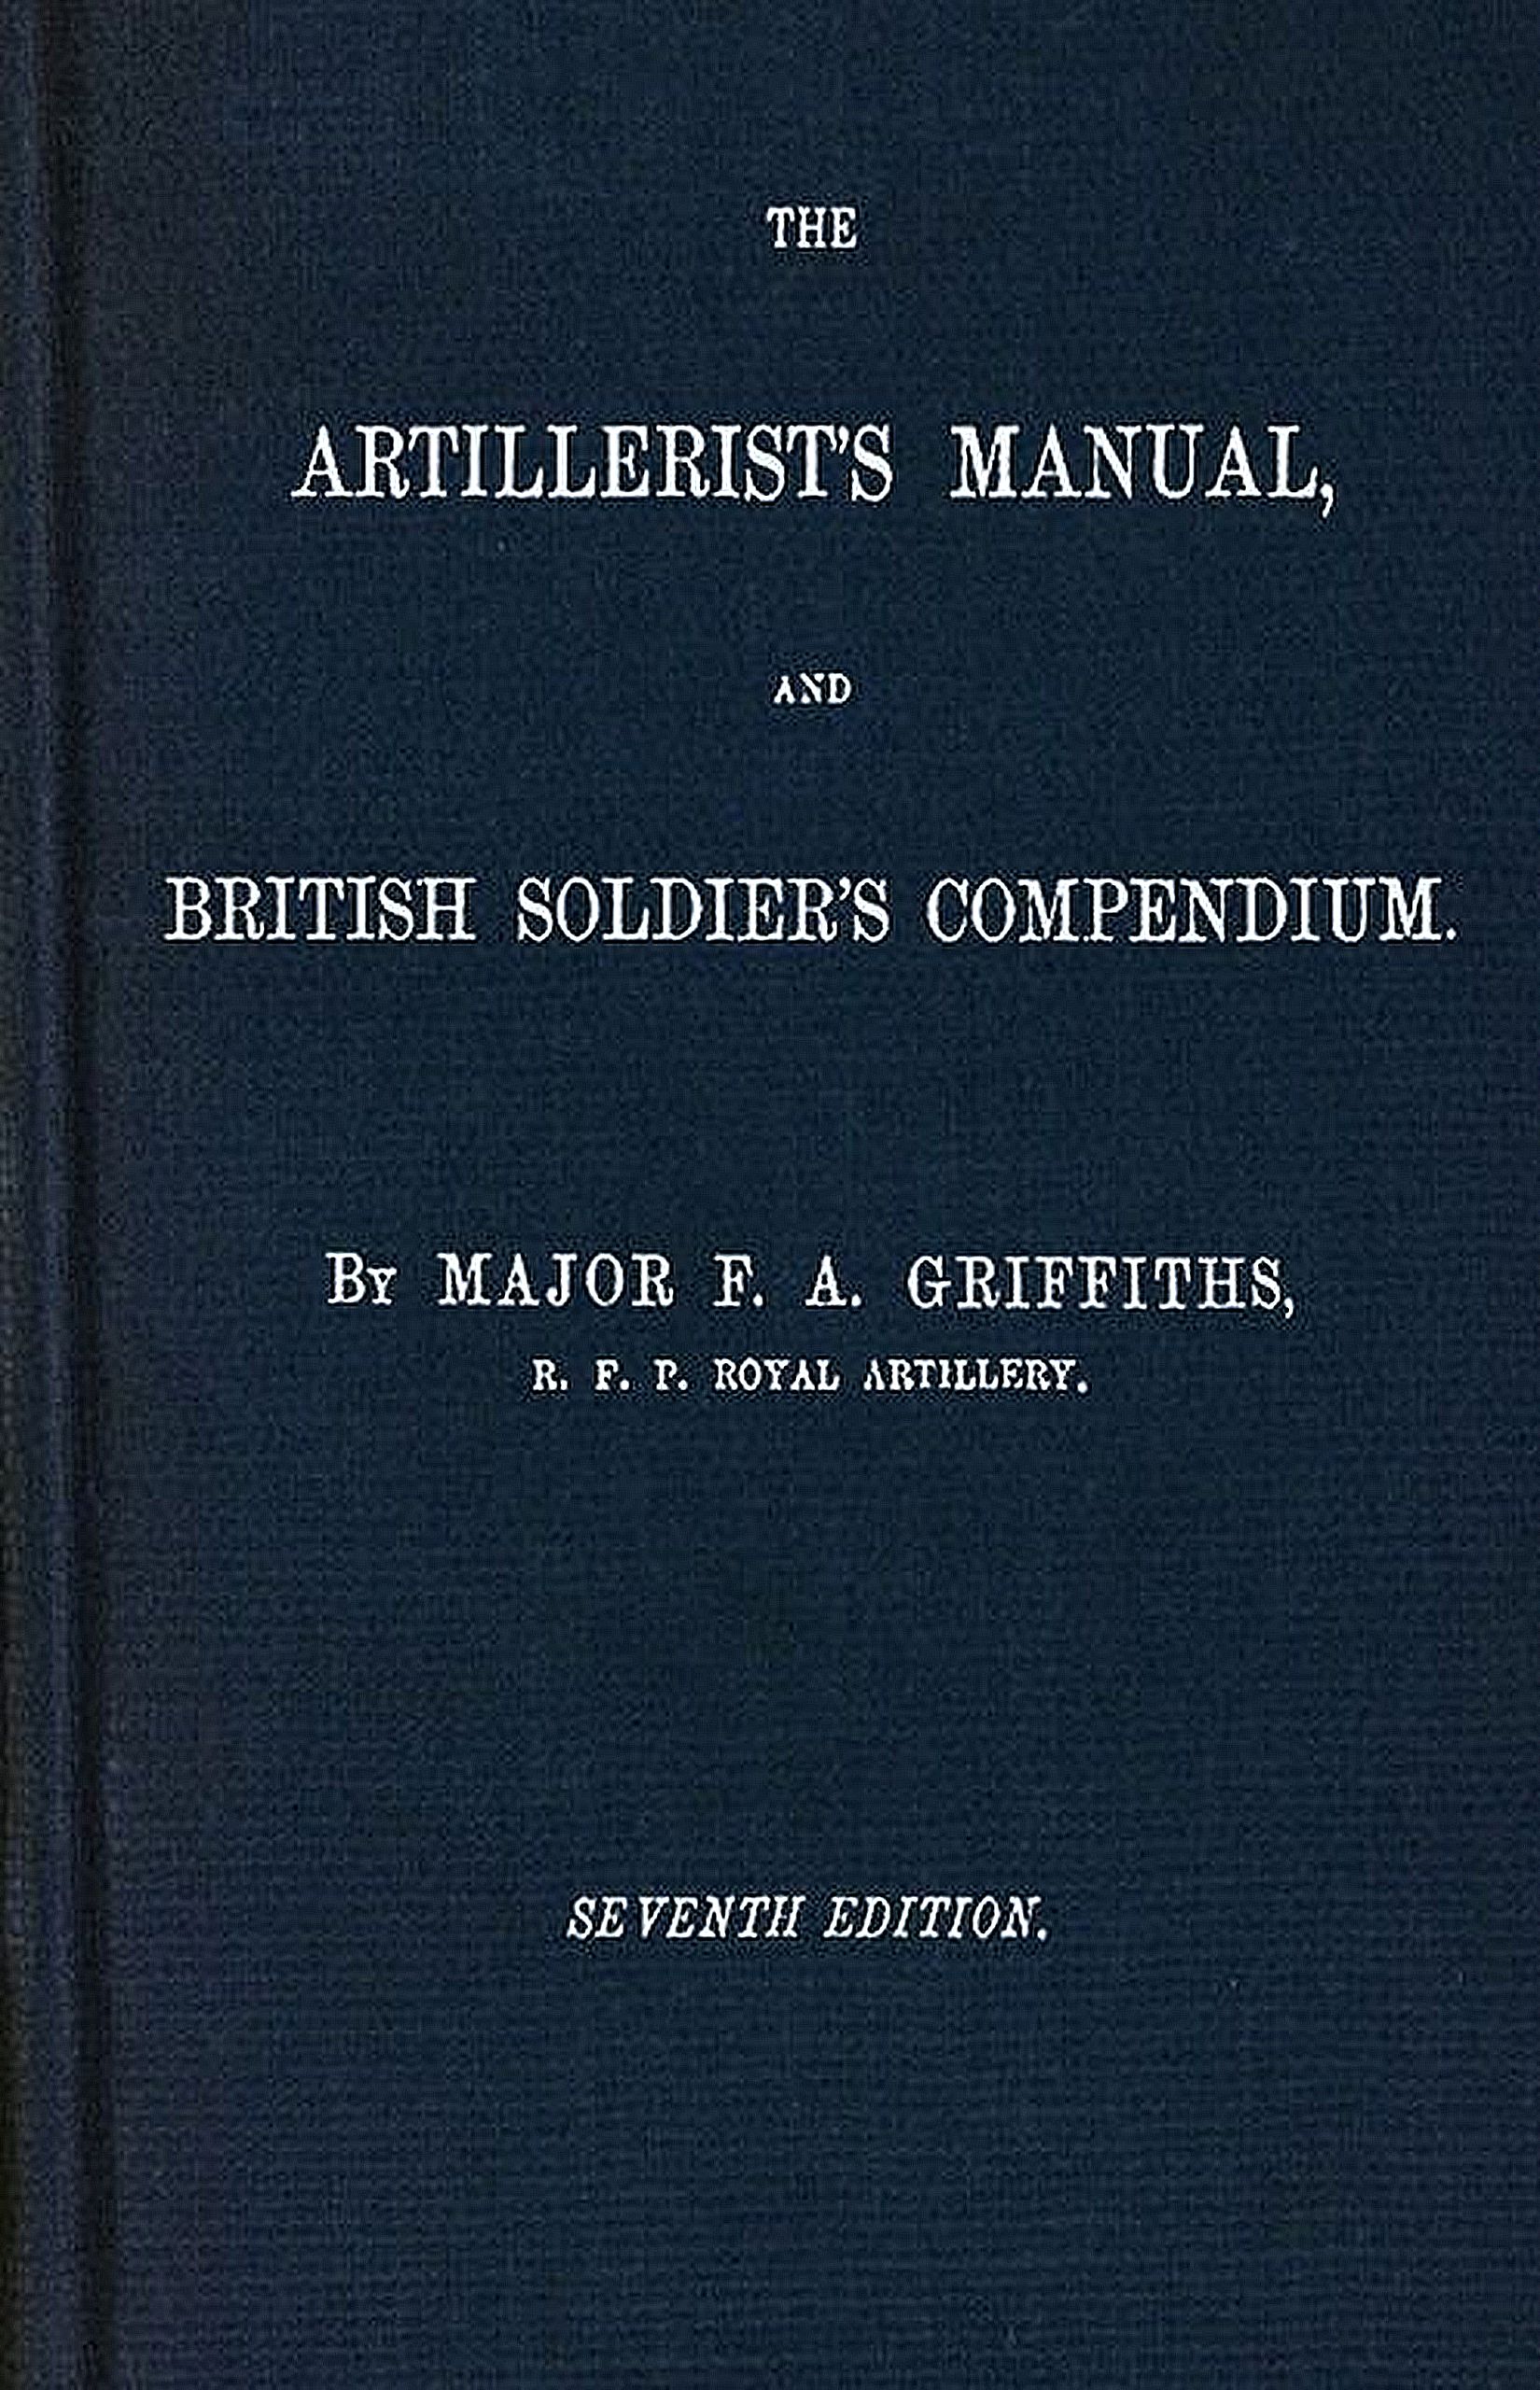 THE
ARTILLERIST'S MANUAL,
AND
BRITISH SOLDIER'S COMPENDIUM.
By MAJOR F. A. GRIFFITHS,
R. F. P. ROYAL ARTILLERY.
SEVENTH EDITION.